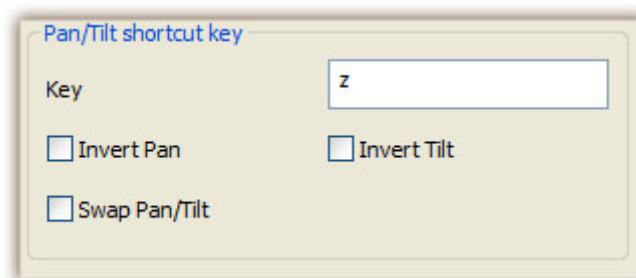 Pan/Tilt shortcut key
Key z
Invert Pan Invert Tilt
Swap Pan/Tilt